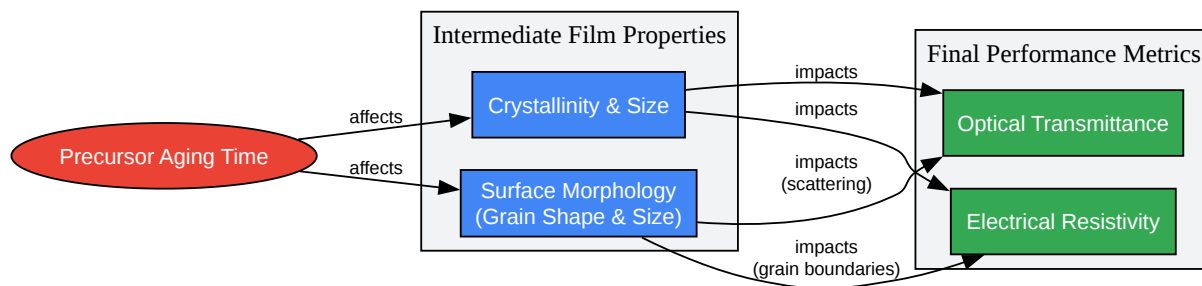 Precursor Aging Time
affects
affects
Intermediate Film Properties
Crystallinity & Size
Surface Morphology
(Grain Shape & Size)
impacts
impacts
impacts
(scattering)
impacts
(grain boundaries)
Final Performance Metrics
Optical Transmittance
Electrical Resistivity